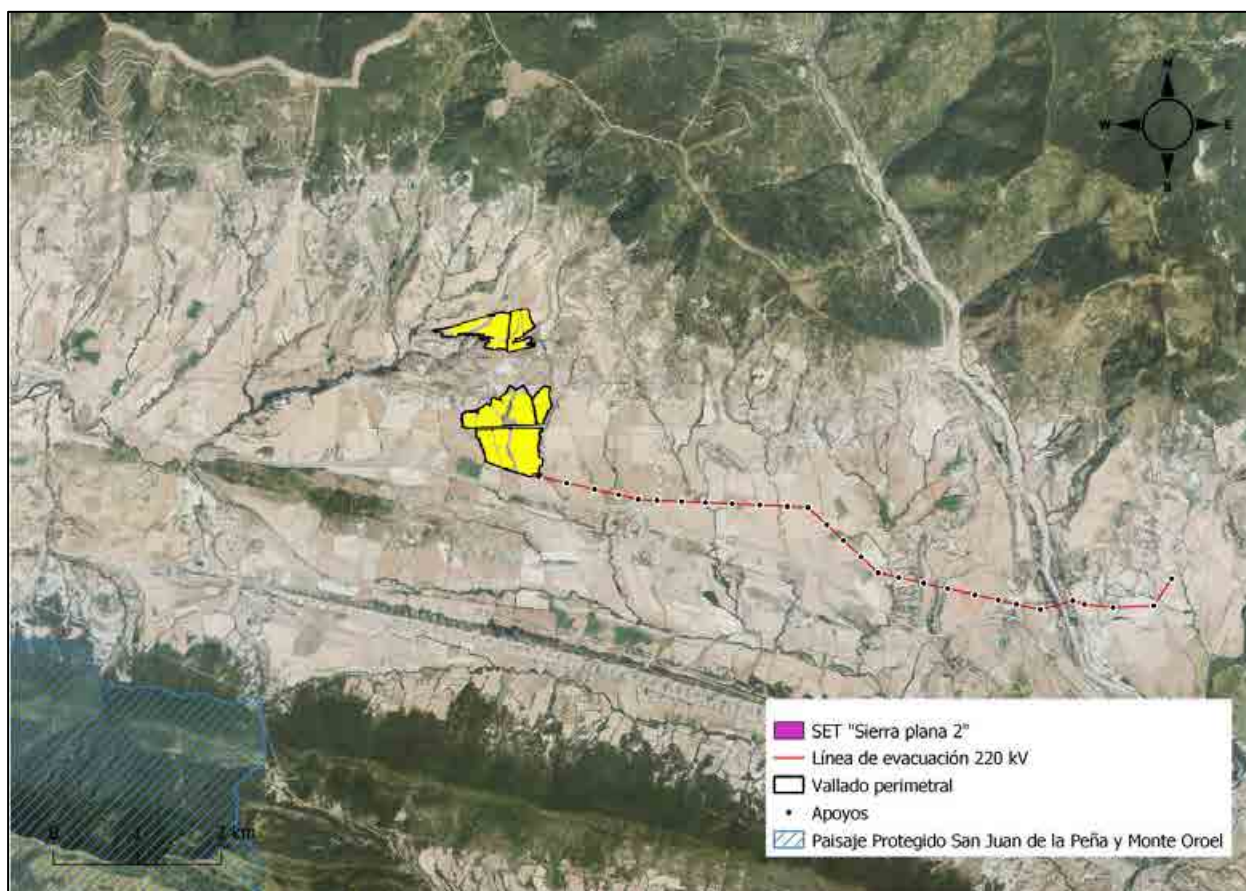 N
W E
S
SET "Sierra plana 2"
Línea de evacuación 220 kV
Vallado perimetral
Apoyos
Paisaje Protegido San Juan de la Peña y Monte Oroel
0 1 2 km